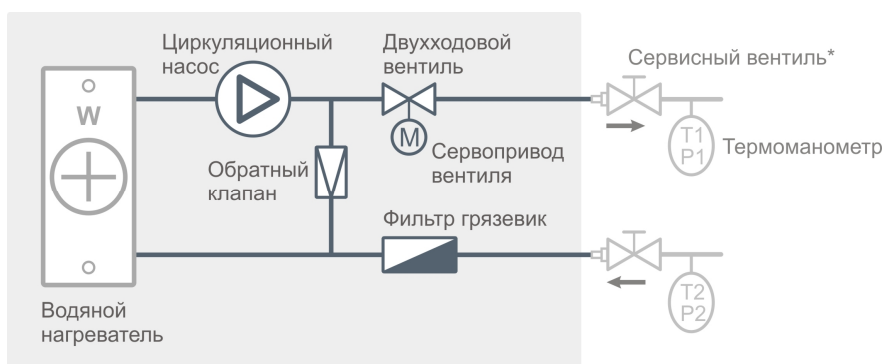 Циркуляционный
насос
Двухходовой
вентиль
Сервисный вентиль*
W
M
T1
P1
Термоманометр
Сервопривод
вентиля
Обратный
клапан
Фильтр грязевик
T2
P2
Водяной
нагреватель